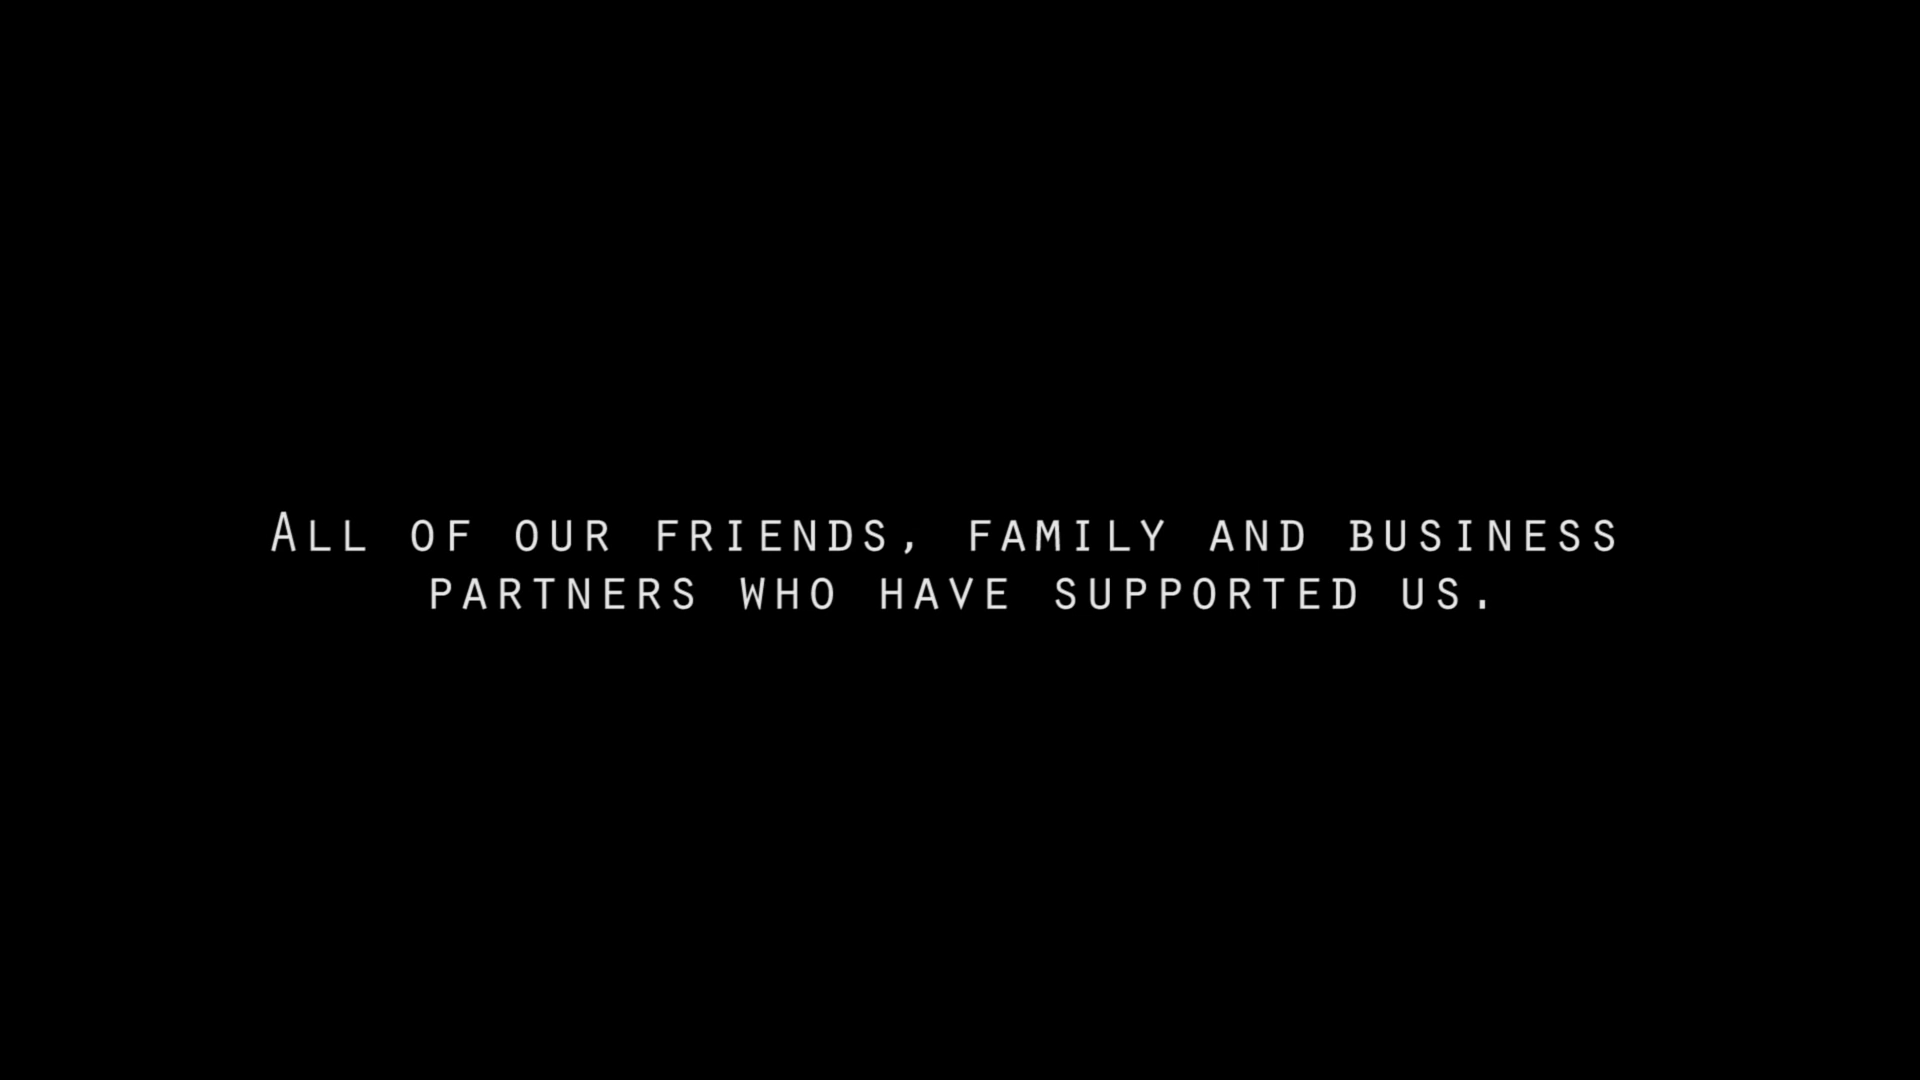 All of our friends, family and business
partners who have supported us.